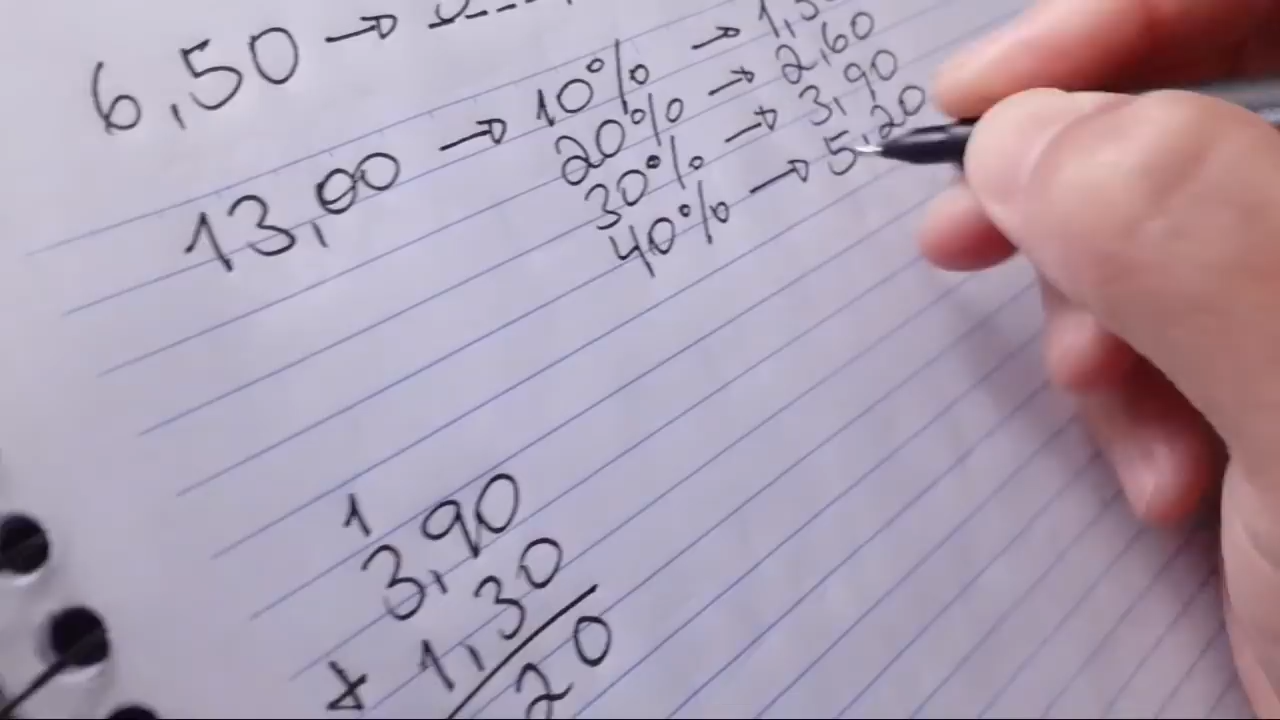 6,50 →
13,00 → 10% → 1,3
20% → 2,60
30% → 3,90
40% → 5,20
1
3,90
+ 1,30
20